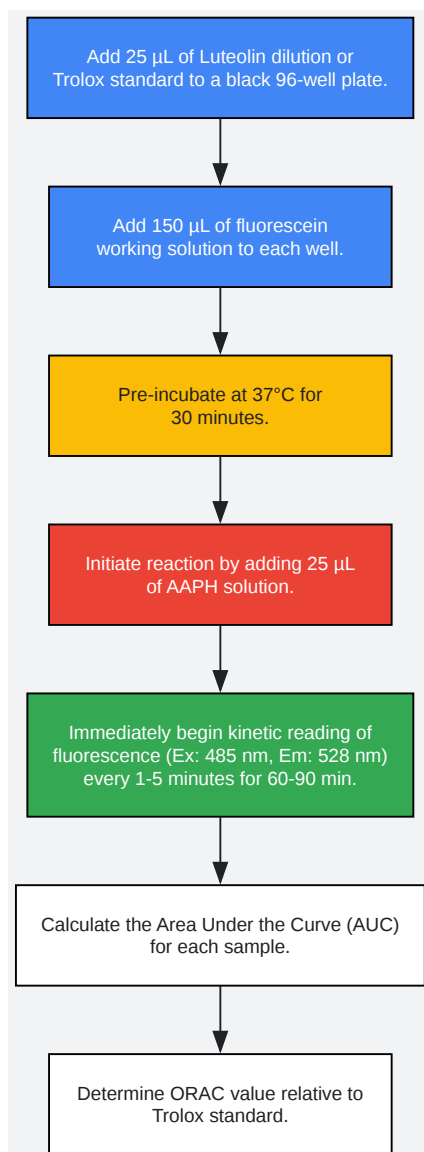 Add 25 µL of Luteolin dilution or
Trolox standard to a black 96-well plate.
Add 150 µL of fluorescein
working solution to each well.
Pre-incubate at 37°C for
30 minutes.
Initiate reaction by adding 25 µL
of AAPH solution.
Immediately begin kinetic reading of
fluorescence (Ex: 485 nm, Em: 528 nm)
every 1-5 minutes for 60-90 min.
Calculate the Area Under the Curve (AUC)
for each sample.
Determine ORAC value relative to
Trolox standard.